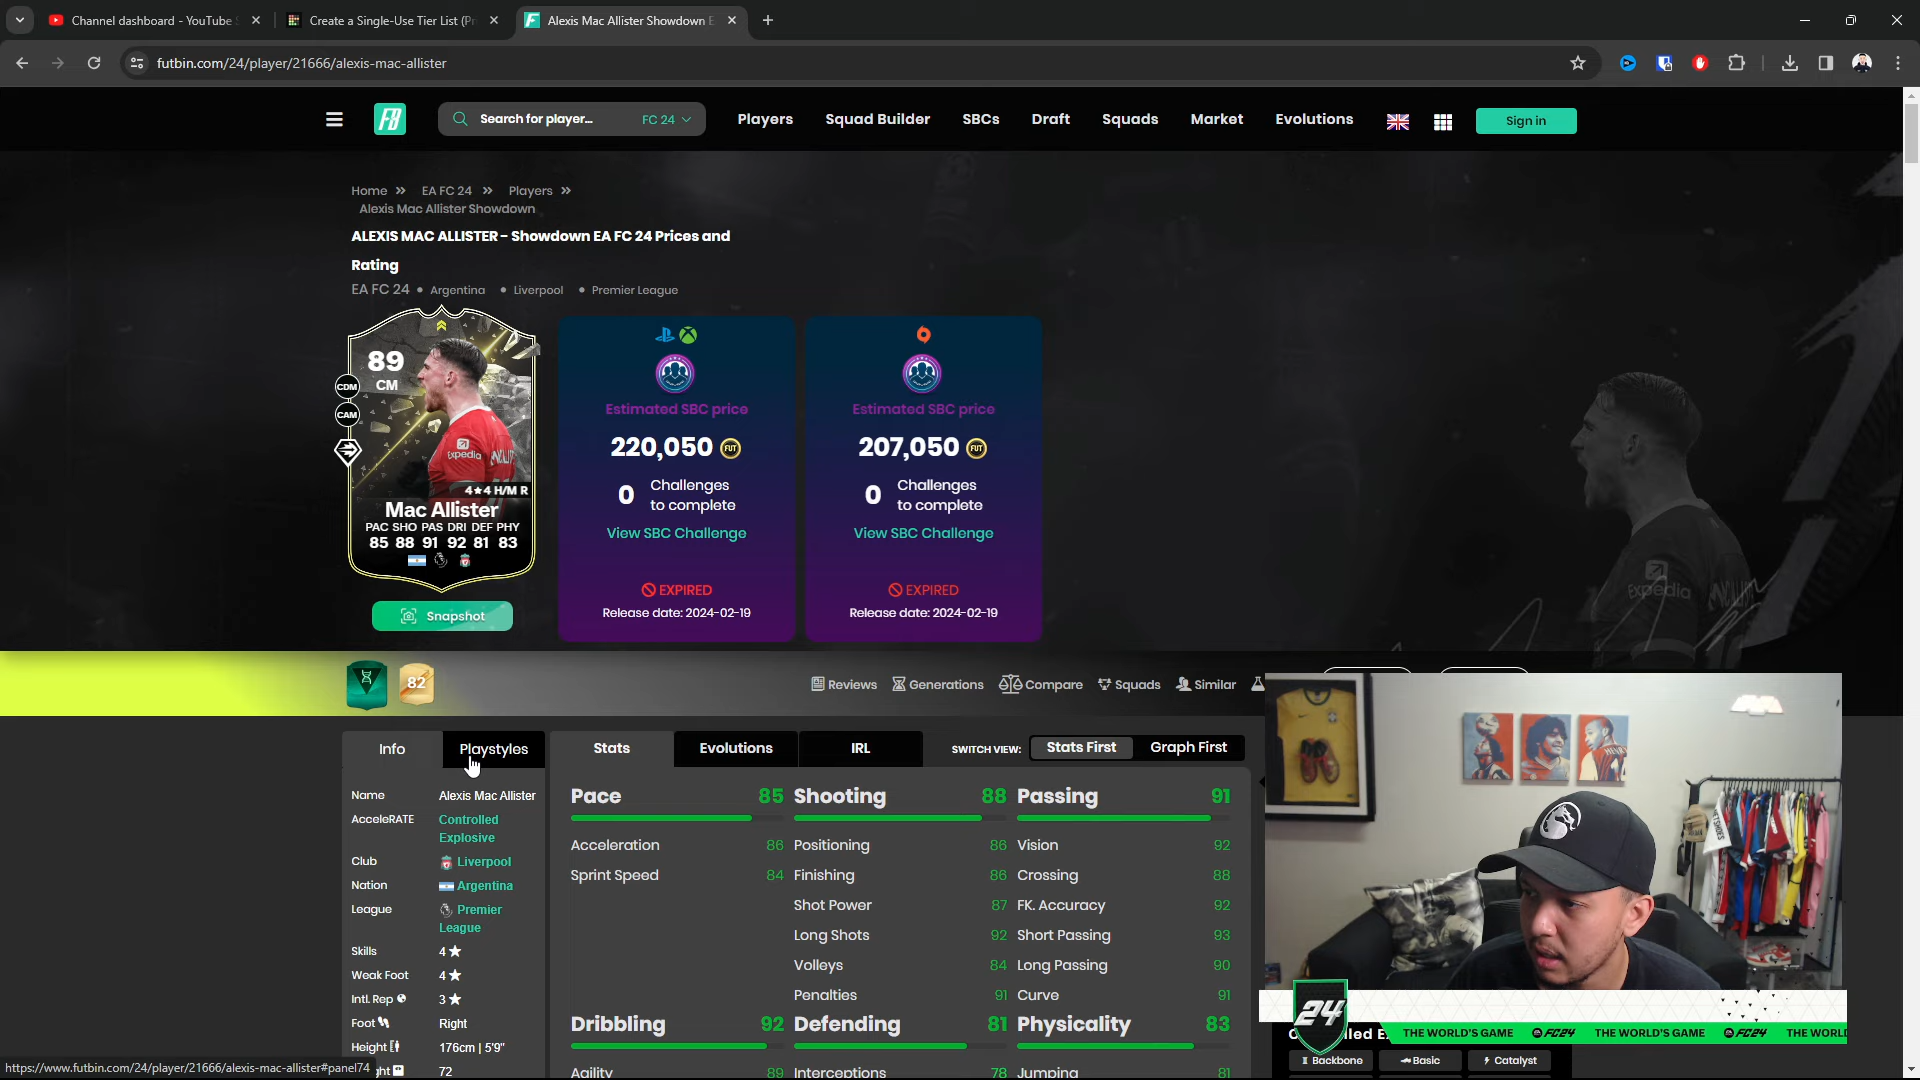 Channel dashboard - YouTube S
Create a Single-Use Tier List (Pr
Alexis Mac Allister Showdown E
futbin.com/24/player/21666/alexis-mac-allister
Search for player...
FC 24
Players
Squad Builder
SBCs
Draft
Squads
Market
Evolutions
Sign in
Home » EA FC 24 » Players »
Alexis Mac Allister Showdown
ALEXIS MAC ALLISTER - Showdown EA FC 24 Prices and
Rating
EA FC 24 • Argentina • Liverpool • Premier League
89
CM
CDM
CAM
Expedia
4★4 H/M R
Mac Allister
PAC SHO PAS DRI DEF PHY
85 88 91 92 81 83
Snapshot
Estimated SBC price
220,050 FUT
0 Challenges
to complete
View SBC Challenge
EXPIRED
Release date: 2024-02-19
Estimated SBC price
207,050 FUT
0 Challenges
to complete
View SBC Challenge
EXPIRED
Release date: 2024-02-19
Expedia
82
Reviews
Generations
Compare
Squads
Similar
Info
Playstyles
Stats
Evolutions
IRL
SWITCH VIEW:
Stats First
Graph First
Name Alexis Mac Allister
AcceleRATE Controlled
Explosive
Club Liverpool
Nation Argentina
League Premier
League
Skills 4★
Weak Foot 4★
Intl. Rep 3★
Foot Right
Height 176cm | 5'9"
72
Pace 85
Acceleration 86
Sprint Speed 84
Shooting 88
Positioning 86
Finishing 86
Shot Power 87
Long Shots 92
Volleys 84
Penalties 91
Passing 91
Vision 92
Crossing 88
FK. Accuracy 92
Short Passing 93
Long Passing 90
Curve 91
Dribbling 92
Agility 89
Defending 81
Interceptions 78
Physicality 83
Jumping 81
HENRY
24
THE WORLD'S GAME EA FC24 THE WORLD'S GAME EA FC24 THE WORL
Backbone
Basic
Catalyst
https://www.futbin.com/24/player/21666/alexis-mac-allister#panel74